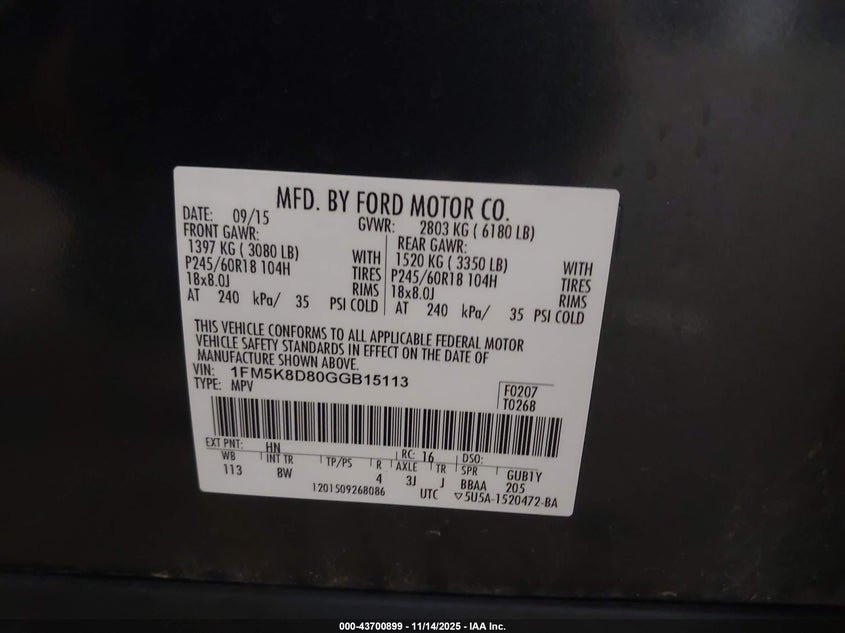 MFD. BY FORD MOTOR CO.
DATE: 09/15 GVWR: 2803 KG ( 6180 LB)
FRONT GAWR: REAR GAWR:
1397 KG ( 3080 LB) WITH 1520 KG ( 3350 LB) WITH
P245/60R18 104H TIRES P245/60R18 104H TIRES
18x8.0J RIMS 18x8.0J RIMS
AT 240 kPa/ 35 PSI COLD AT 240 kPa/ 35 PSI COLD
THIS VEHICLE CONFORMS TO ALL APPLICABLE FEDERAL MOTOR
VEHICLE SAFETY STANDARDS IN EFFECT ON THE DATE OF
MANUFACTURE SHOWN ABOVE.
VIN: 1FM5K8D80GGB15113
TYPE: MPV
F0207
T0268
EXT PNT: HN RC: 16 DSO:
WB INT TR TP/PS R AXLE TR SPR GUB1Y
113 8W 4 3J J BBAA 205
1201509268086 UTC ▽5U5A-1520472-BA
000-43700899 - 11/14/2025 - IAA Inc.